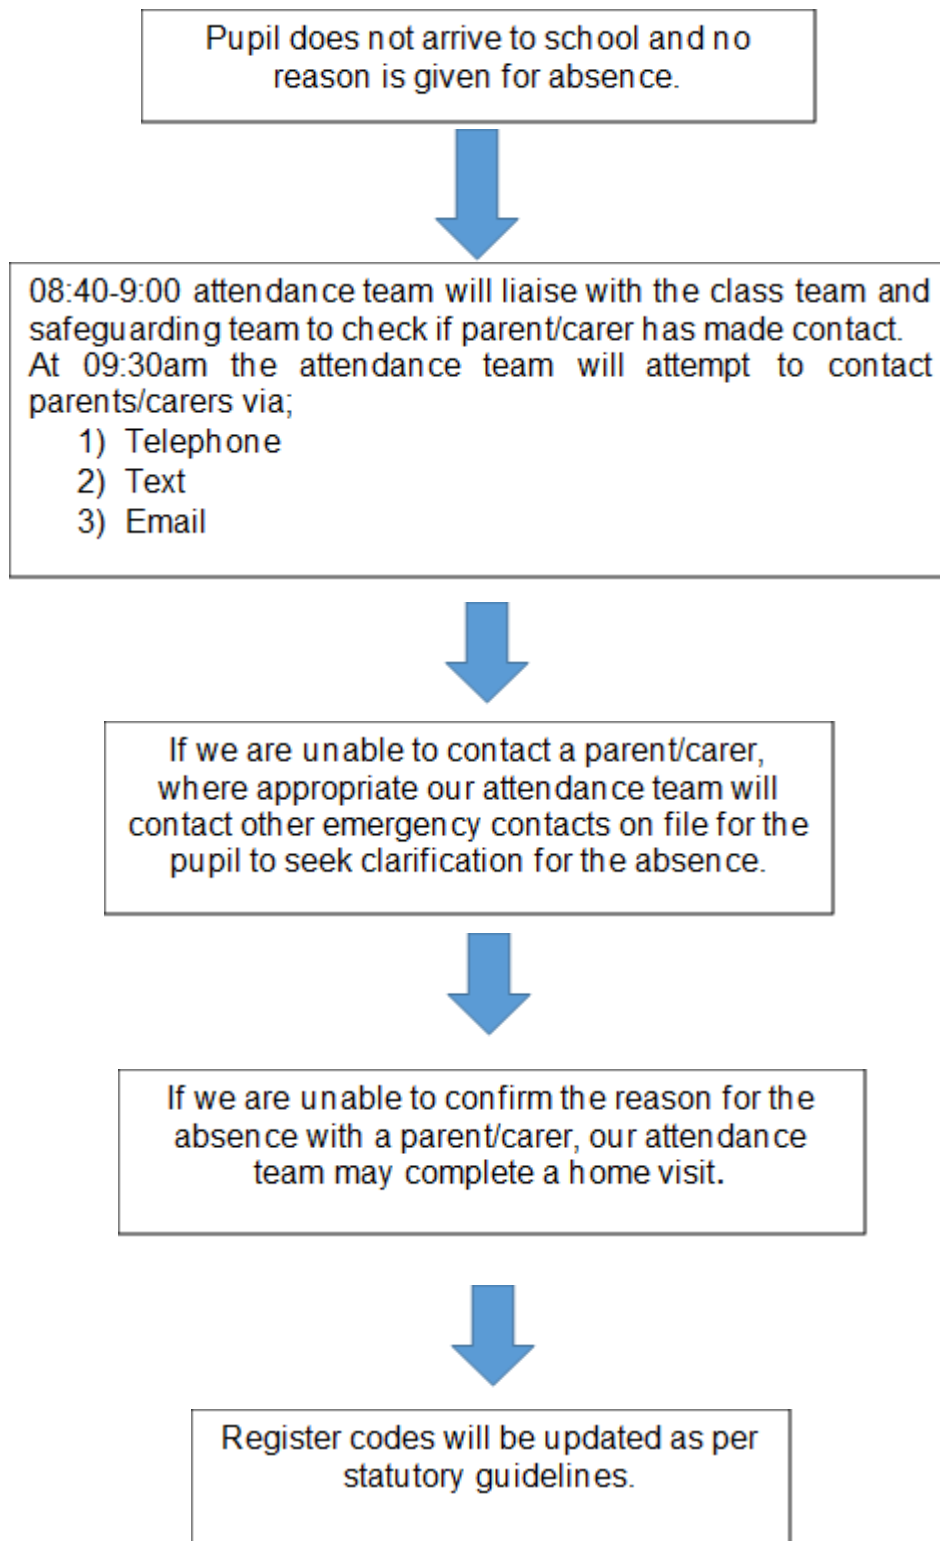 Pupil does not arrive to school and no
reason is given for absence.
08:40-9:00 attendance team will liaise with the class team and
safeguarding team to check if parent/carer has made contact.
At 09:30am the attendance team will attempt to contact
parents/carers via;
1) Telephone
2) Text
3) Email
If we are unable to contact a parent/carer,
where appropriate our attendance team will
contact other emergency contacts on file for the
pupil to seek clarification for the absence.
If we are unable to confirm the reason for the
absence with a parent/carer, our attendance
team may complete a home visit.
Register codes will be updated as per
statutory guidelines.